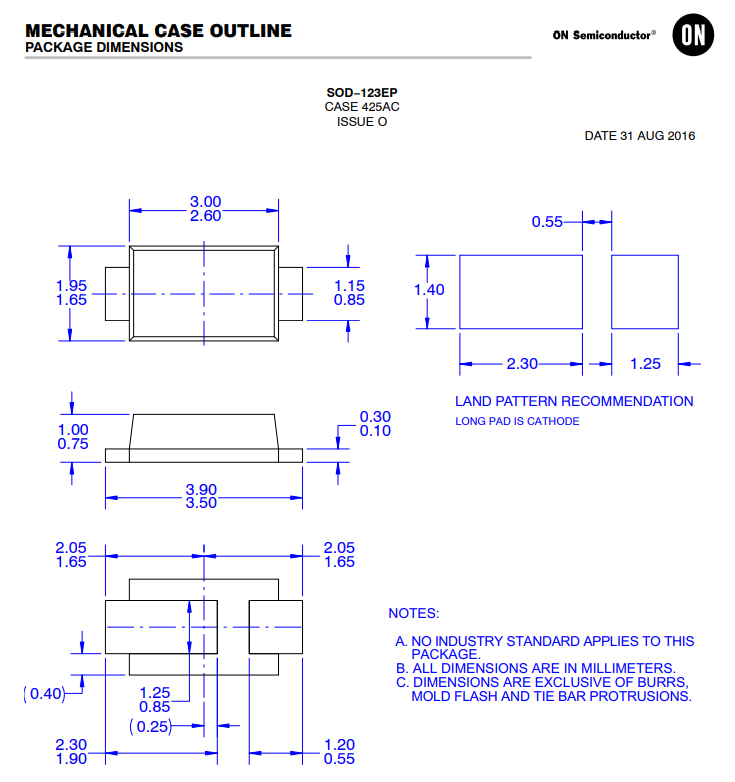 MECHANICAL CASE OUTLINE
PACKAGE DIMENSIONS
ON Semiconductor®
ON
SOD−123EP
CASE 425AC
ISSUE O
DATE 31 AUG 2016
3.00
2.60
1.95
1.65
1.15
0.85
0.55
1.40
2.30
1.25
LAND PATTERN RECOMMENDATION
LONG PAD IS CATHODE
1.00
0.75
0.30
0.10
3.90
3.50
2.05
1.65
2.05
1.65
(0.40)
1.25
0.85
(0.25)
2.30
1.90
1.20
0.55
NOTES:
A. NO INDUSTRY STANDARD APPLIES TO THIS
PACKAGE.
B. ALL DIMENSIONS ARE IN MILLIMETERS.
C. DIMENSIONS ARE EXCLUSIVE OF BURRS,
MOLD FLASH AND TIE BAR PROTRUSIONS.